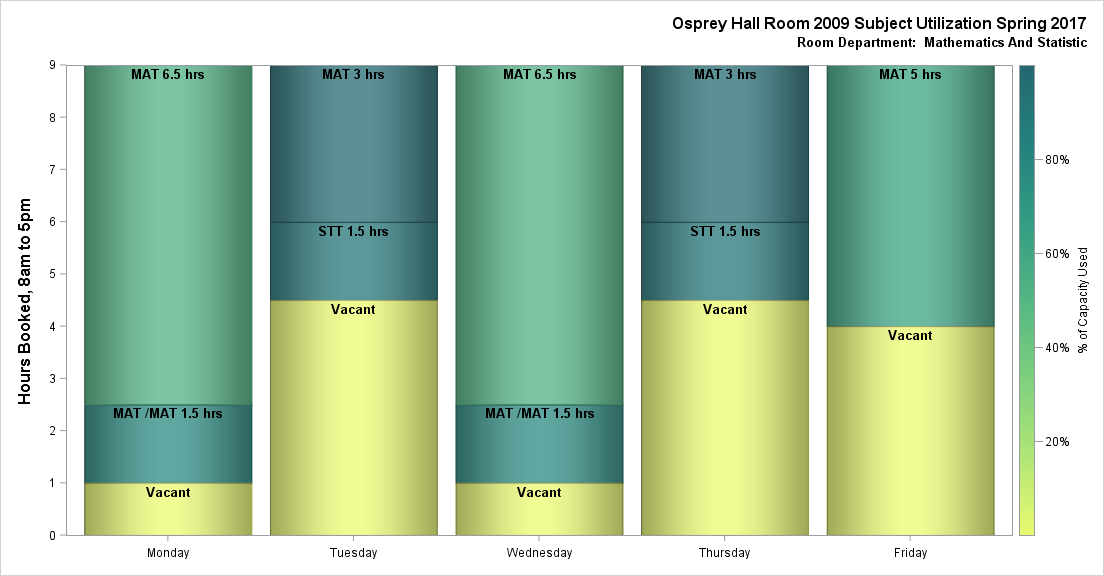 Osprey Hall Room 2009 Subject Utilization Spring 2017
Room Department: Mathematics And Statistic
Hours Booked, 8am to 5pm
9
8
7
6
5
4
3
2
1
0
MAT 6.5 hrs
MAT /MAT 1.5 hrs
Vacant
MAT 3 hrs
STT 1.5 hrs
Vacant
MAT 6.5 hrs
MAT /MAT 1.5 hrs
Vacant
MAT 3 hrs
STT 1.5 hrs
Vacant
MAT 5 hrs
Vacant
Monday
Tuesday
Wednesday
Thursday
Friday
80%
60%
40%
20%
% of Capacity Used